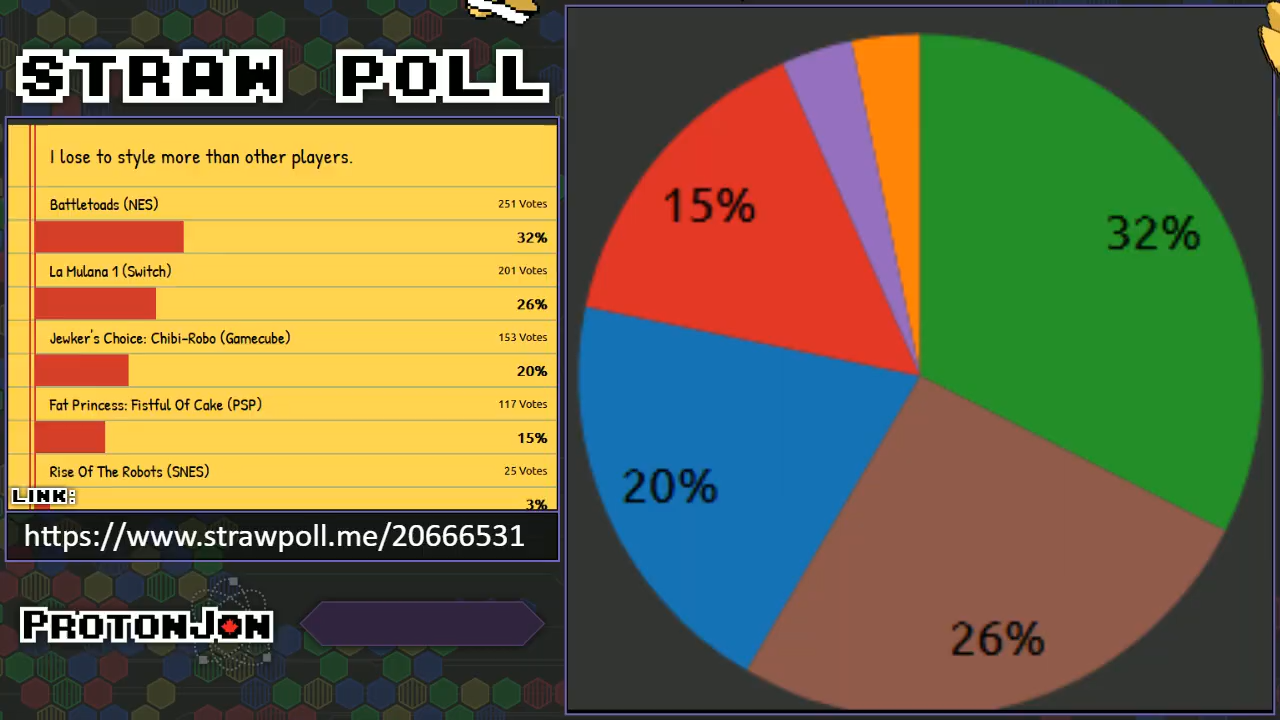 STRAW POLL
I lose to style more than other players.
Battletoads (NES) 251 Votes
32%
La Mulana 1 (Switch) 201 Votes
26%
Jewker's Choice: Chibi-Robo (Gamecube) 153 Votes
20%
Fat Princess: Fistful Of Cake (PSP) 117 Votes
15%
Rise Of The Robots (SNES) 25 Votes
3%
LINK:
https://www.strawpoll.me/20666531
PROTONJON
15%
32%
20%
26%